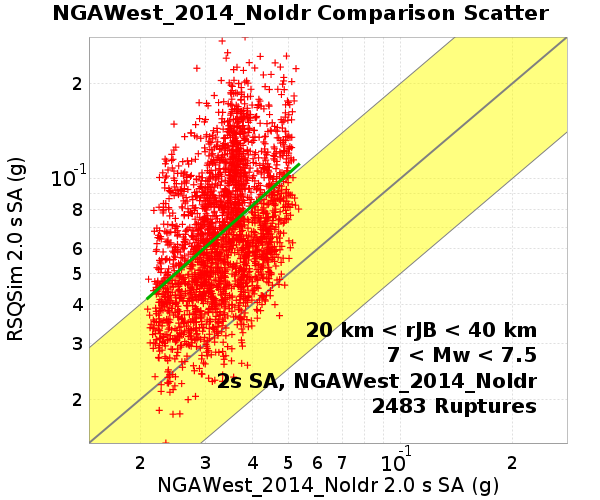 NGAWest_2014_NoIdr Comparison Scatter
RSQSim 2.0 s SA (g)
2
10-1
8
6
5
4
3
2
20 km < rJB < 40 km
7 < Mw < 7.5
2s SA, NGAWest_2014_NoIdr
2483 Ruptures
2 3 4 5 6 7 10-1 2
NGAWest_2014_NoIdr 2.0 s SA (g)